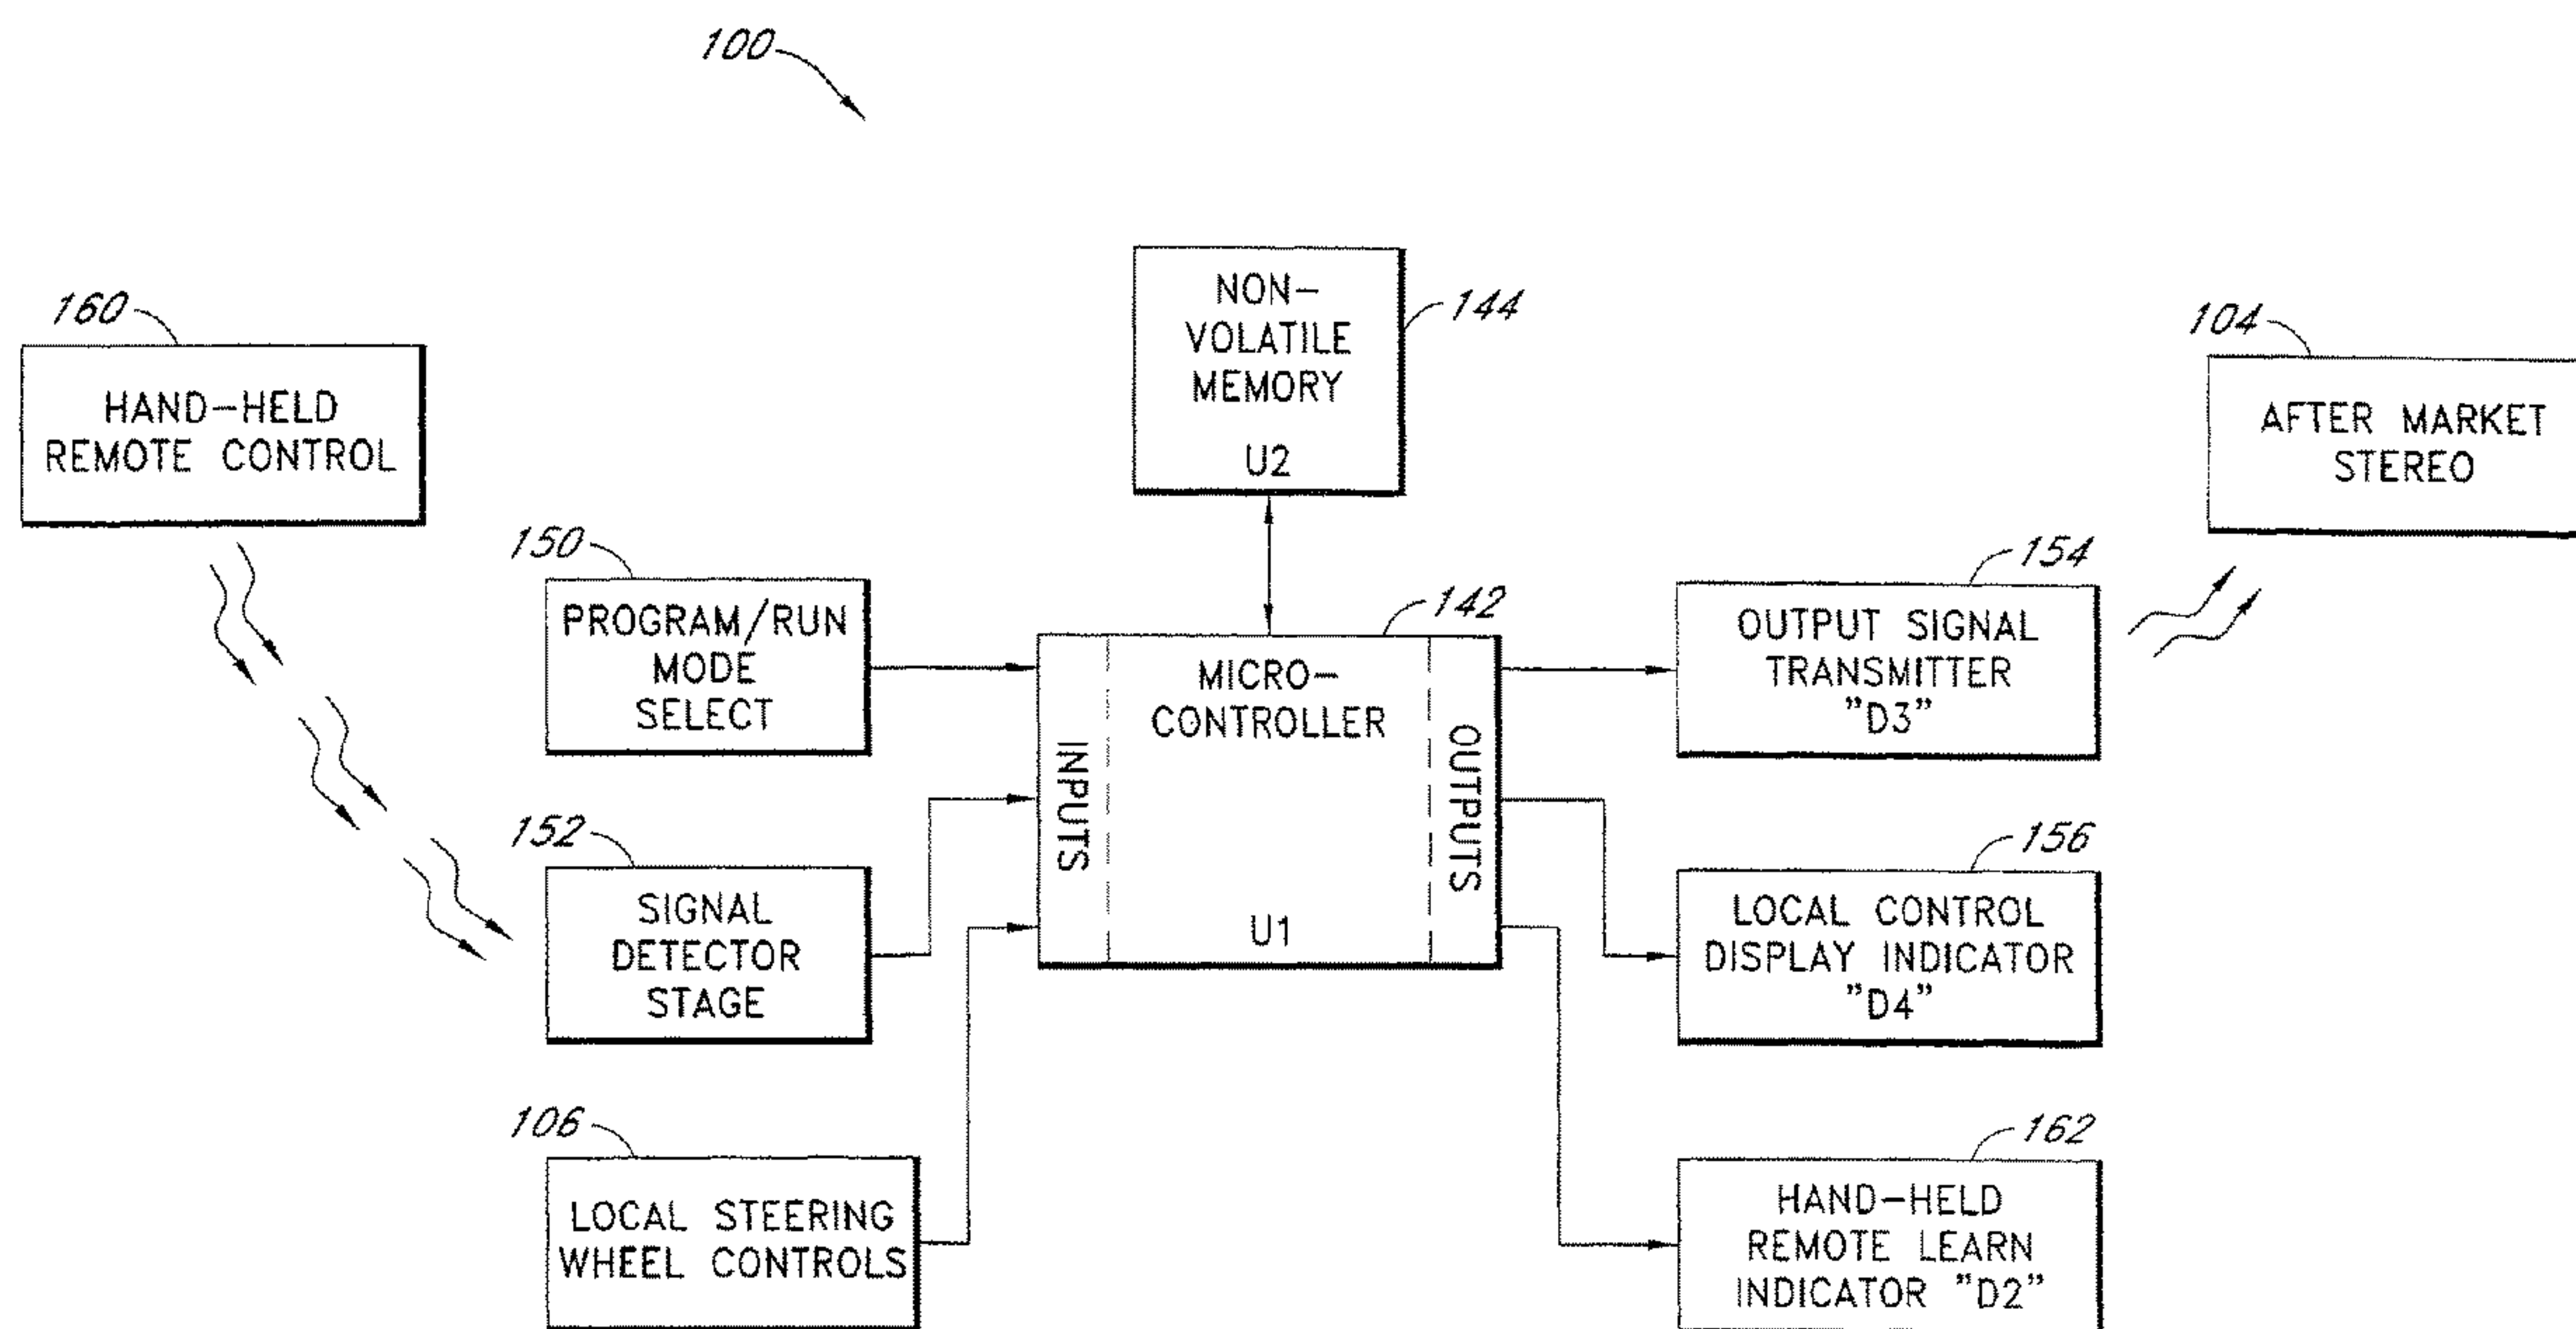 100
160
HAND-HELD
REMOTE CONTROL
NON-
VOLATILE
MEMORY
U2
144
104
AFTER MARKET
STEREO
150
PROGRAM/RUN
MODE
SELECT
142
INPUTS
MICRO-
CONTROLLER
U1
OUTPUTS
154
OUTPUT SIGNAL
TRANSMITTER
"D3"
152
SIGNAL
DETECTOR
STAGE
156
LOCAL CONTROL
DISPLAY INDICATOR
"D4"
106
LOCAL STEERING
WHEEL CONTROLS
162
HAND-HELD
REMOTE LEARN
INDICATOR "D2"